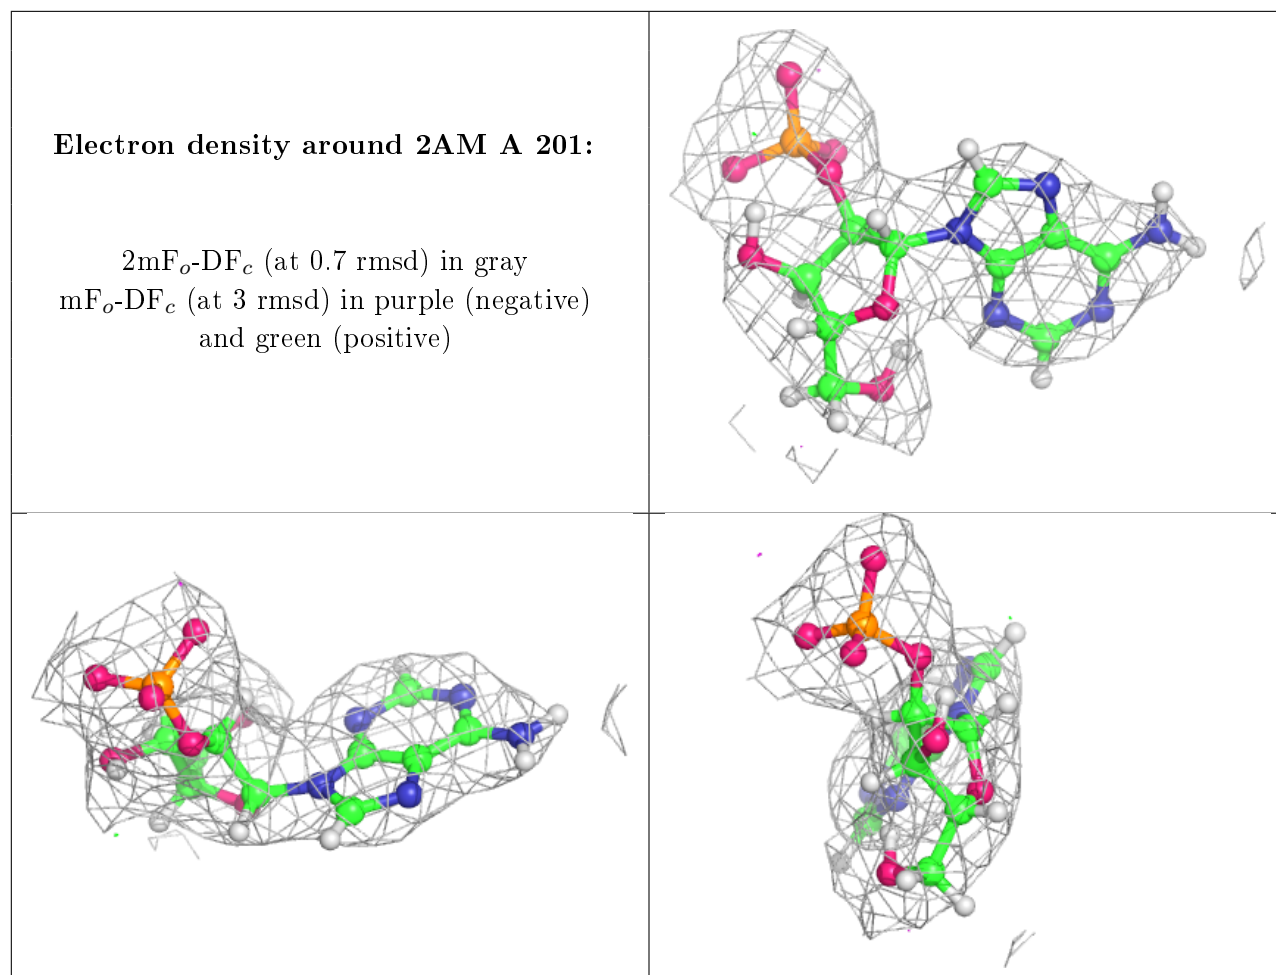 Electron density around 2AM A 201:
2mFo-DFc (at 0.7 rmsd) in gray
mFo-DFc (at 3 rmsd) in purple (negative)
and green (positive)